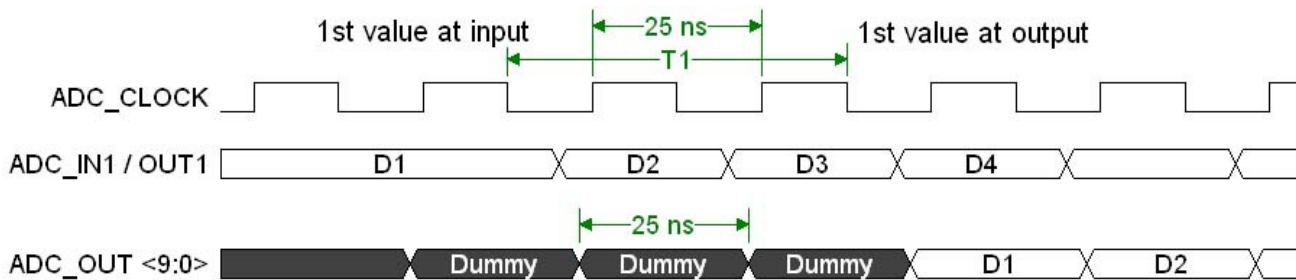 1st value at input
25 ns
1st value at output
T1
ADC_CLOCK
ADC_IN1 / OUT1 D1 D2 D3 D4
25 ns
ADC_OUT <9:0> Dummy Dummy Dummy D1 D2